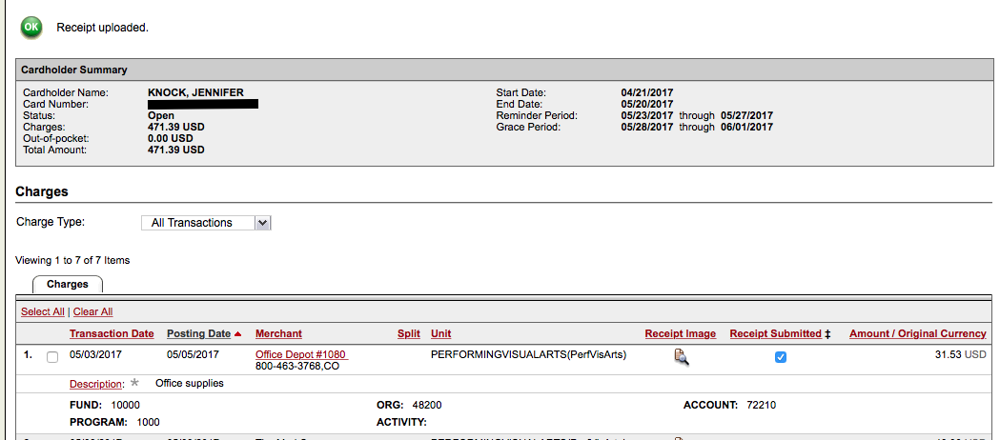 OK Receipt uploaded.
Cardholder Summary
Cardholder Name: KNOCK, JENNIFER Start Date: 04/21/2017
Card Number: End Date: 05/20/2017
Status: Open Reminder Period: 05/23/2017 through 05/27/2017
Charges: 471.39 USD Grace Period: 05/28/2017 through 06/01/2017
Out-of-pocket: 0.00 USD
Total Amount: 471.39 USD
Charges
Charge Type: All Transactions
Viewing 1 to 7 of 7 Items
Charges
Select All | Clear All
Transaction Date Posting Date Merchant Split Unit Receipt Image Receipt Submitted ‡ Amount / Original Currency
1. 05/03/2017 05/05/2017 Office Depot #1080 PERFORMINGVISUALARTS(PerfVisArts) 31.53 USD
800-463-3768,CO
Description: * Office supplies
FUND: 10000 ORG: 48200 ACCOUNT: 72210
PROGRAM: 1000 ACTIVITY: